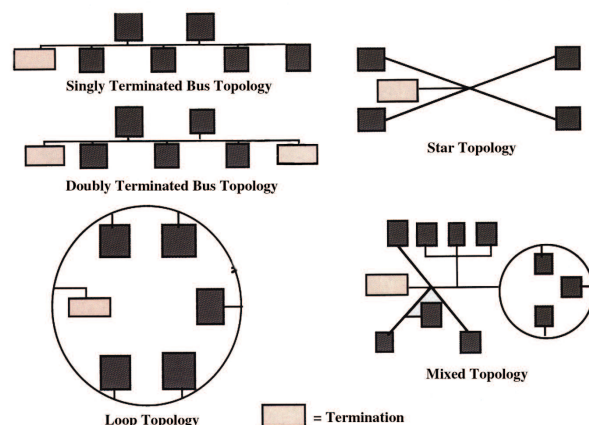 Singly Terminated Bus Topology
Star Topology
Doubly Terminated Bus Topology
Mixed Topology
Loop Topology
= Termination